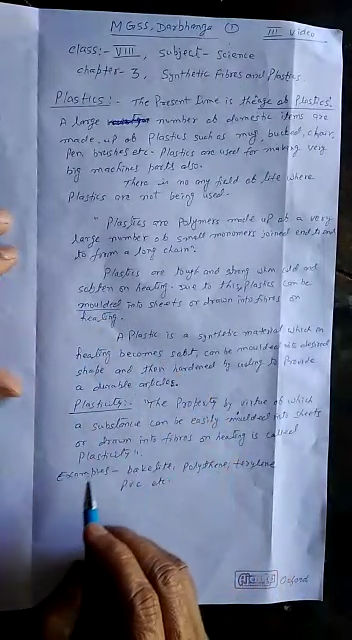 MGSS, Darbhanga ① III video
Class:- VIII, Subject- Science
chapter- 3, Synthetic Fibres and Plastics
Plastics:- The Present time is the age of Plastics.
A large number of domestic items are
made up of Plastics such as mug, bucked, chair,
Pen brushes etc- Plastics are used for making very
big machines parts also.
There is no any field of life where
Plastics are not being used-
"Plastics are Polymers made up of a very
large number of small monomers joined end to end
to form a long chain".
Plastics are tough and strong when cold and
soften on heating. Due to this, Plastics can be
moulded into sheets or drawn into fibres on
heating.
A Plastic is a synthetic material which on
heating becomes soft, can be moulded into desired
shape and then hardened by cooling to Provide
a durable articles.
Plasticity:- "The Property by virtue of which
a substance can be easily moulded into sheets
or drawn into fibres on heating is called
Plasticity".
Examples- bakelite, Polythene, terylene
Pvc etc.
Oxford